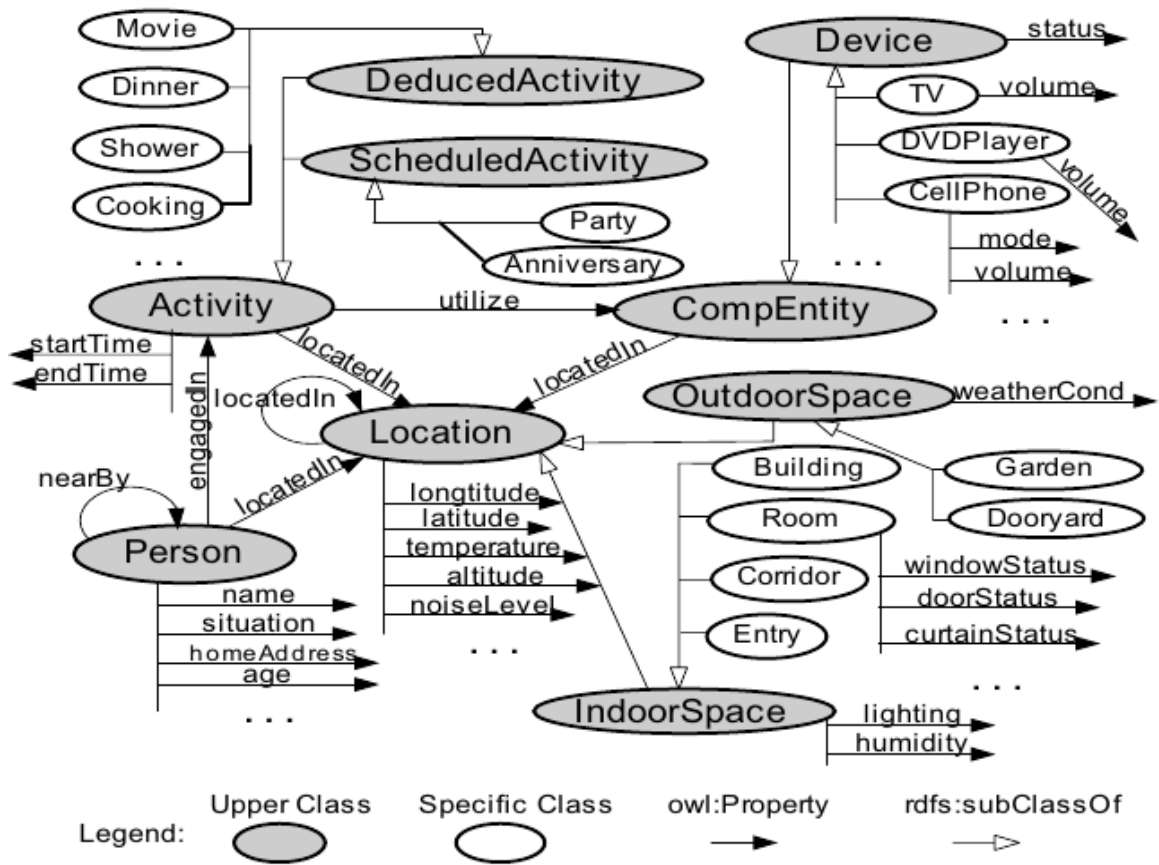 Movie
Dinner
Shower
Cooking
. . .
DeducedActivity
ScheduledActivity
Party
Anniversary
Device
status
TV
volume
DVDPlayer
volume
CellPhone
mode
volume
. . .
. . .
Activity
utilize
CompEntity
startTime
endTime
engagedIn
locatedIn
locatedIn
locatedIn
Location
locatedIn
nearBy
Person
name
situation
homeAddress
age
. . .
longtitude
latitude
temperature
altitude
noiseLevel
. . .
OutdoorSpace
weatherCond
Garden
Dooryard
Building
Room
Corridor
Entry
windowStatus
doorStatus
curtainStatus
. . .
IndoorSpace
lighting
humidity
Legend:
Upper Class
Specific Class
owl:Property
rdfs:subClassOf